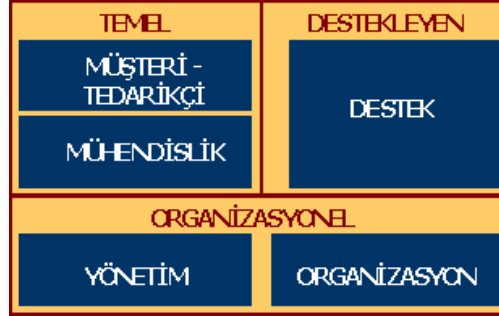 TEMEL
MÜŞTERİ -
TEDARİKÇİ
MÜHENDİSLİK
DESTEKLEYEN
DESTEK
ORGANİZASYONEL
YÖNETİM
ORGANİZASYON